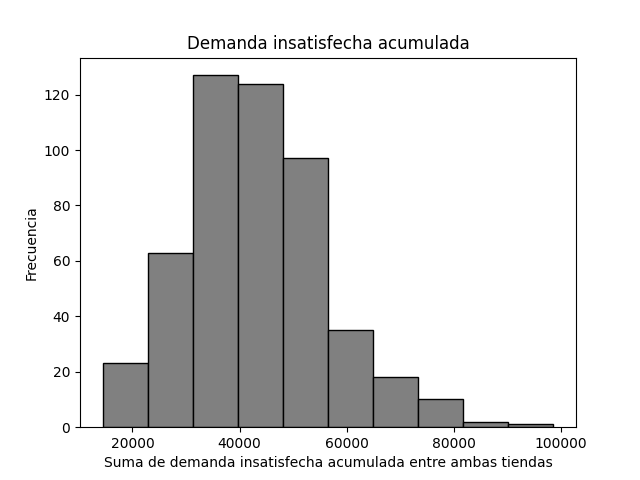 Demanda insatisfecha acumulada
Frecuencia
120
100
80
60
40
20
0
20000 40000 60000 80000 100000
Suma de demanda insatisfecha acumulada entre ambas tiendas